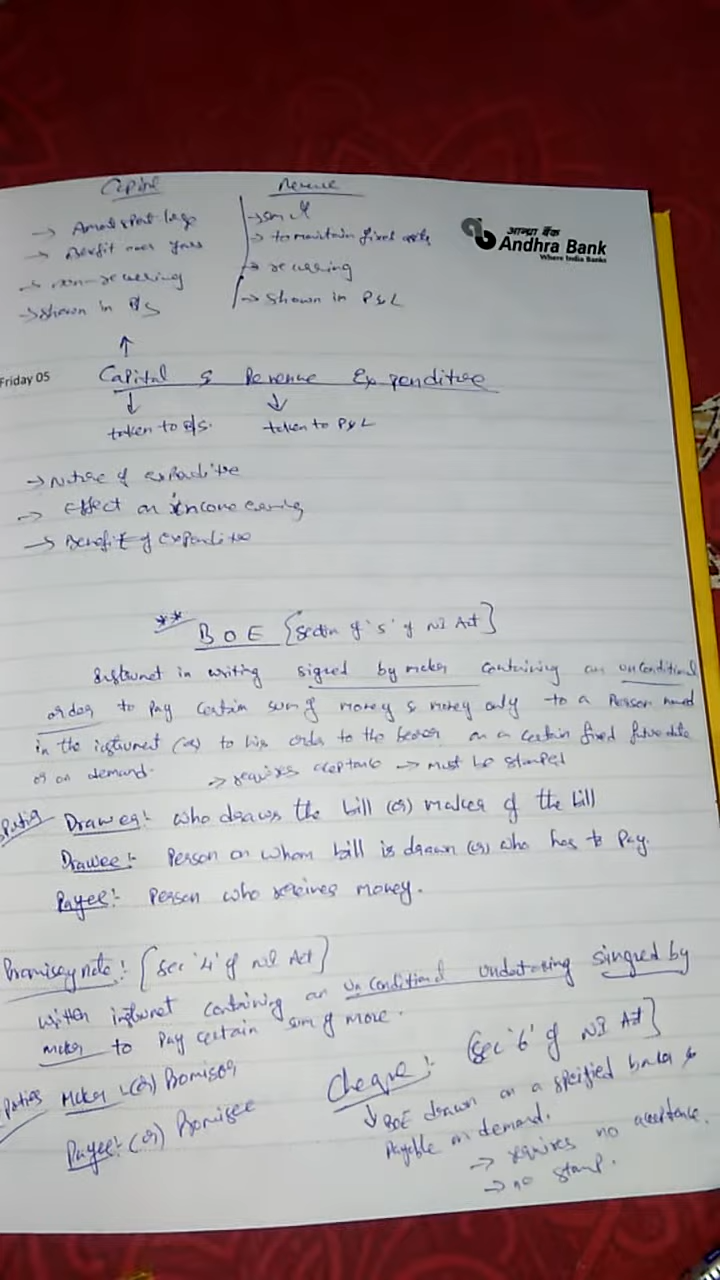 Capital
→ Amount spent large
→ Benefit over years
→ non-recurring
→ shown in B/S
Revenue
→ small
→ to maintain fixed assets
→ recurring
→ shown in P&L
आन्ध्रा बैंक
Andhra Bank
Where India Banks
Friday 05
Capital & Revenue Expenditure
taken to B/S.
taken to P&L
→ Nature of expenditure
→ Effect on income earning
→ Benefit of expenditure
** BOE [Section of '5' of NI Act]
Instrument in writing signed by maker containing an unconditional
order to pay certain sum of money & money only to a person named
in the instrument (or) to his order to the bearer on a certain fixed future date
or on demand. → requires acceptance → must be stamped
Parties Drawer:- who draws the bill (or) maker of the bill
Drawee:- Person on whom bill is drawn (or) who has to pay.
Payee:- Person who receives money.
Promisey note:- [Sec '4' of NI Act]
written instrument containing an unconditional undertaking singned by
maker to pay certain sum of money.
Parties Maker:- (or) Promisor
Payee:- (or) Promisee
Cheque:- [Sec '6' of NI Act]
BOE drawn on a specified banker &
Payable on demand.
→ requires no acceptance.
→ no stamp.